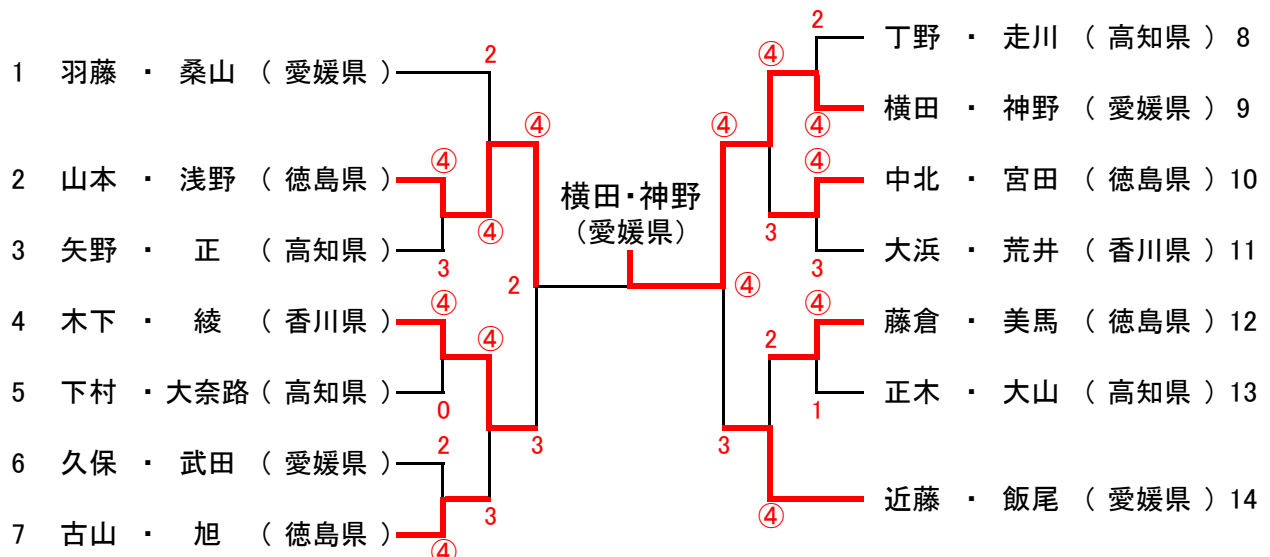 1 羽藤 ・ 桑山 ( 愛媛県 )
2 山本 ・ 浅野 ( 徳島県 )
3 矢野 ・ 正 ( 高知県 )
4 木下 ・ 綾 ( 香川県 )
5 下村 ・ 大奈路 ( 高知県 )
6 久保 ・ 武田 ( 愛媛県 )
7 古山 ・ 旭 ( 徳島県 )
2
④
④
3
④
④
0
2
④
3
④
3
2
横田・神野
(愛媛県)
④
④
3
④
3
2
④
2
④
④
3
④
1
丁野 ・ 走川 ( 高知県 ) 8
横田 ・ 神野 ( 愛媛県 ) 9
中北 ・ 宮田 ( 徳島県 ) 10
大浜 ・ 荒井 ( 香川県 ) 11
藤倉 ・ 美馬 ( 徳島県 ) 12
正木 ・ 大山 ( 高知県 ) 13
近藤 ・ 飯尾 ( 愛媛県 ) 14